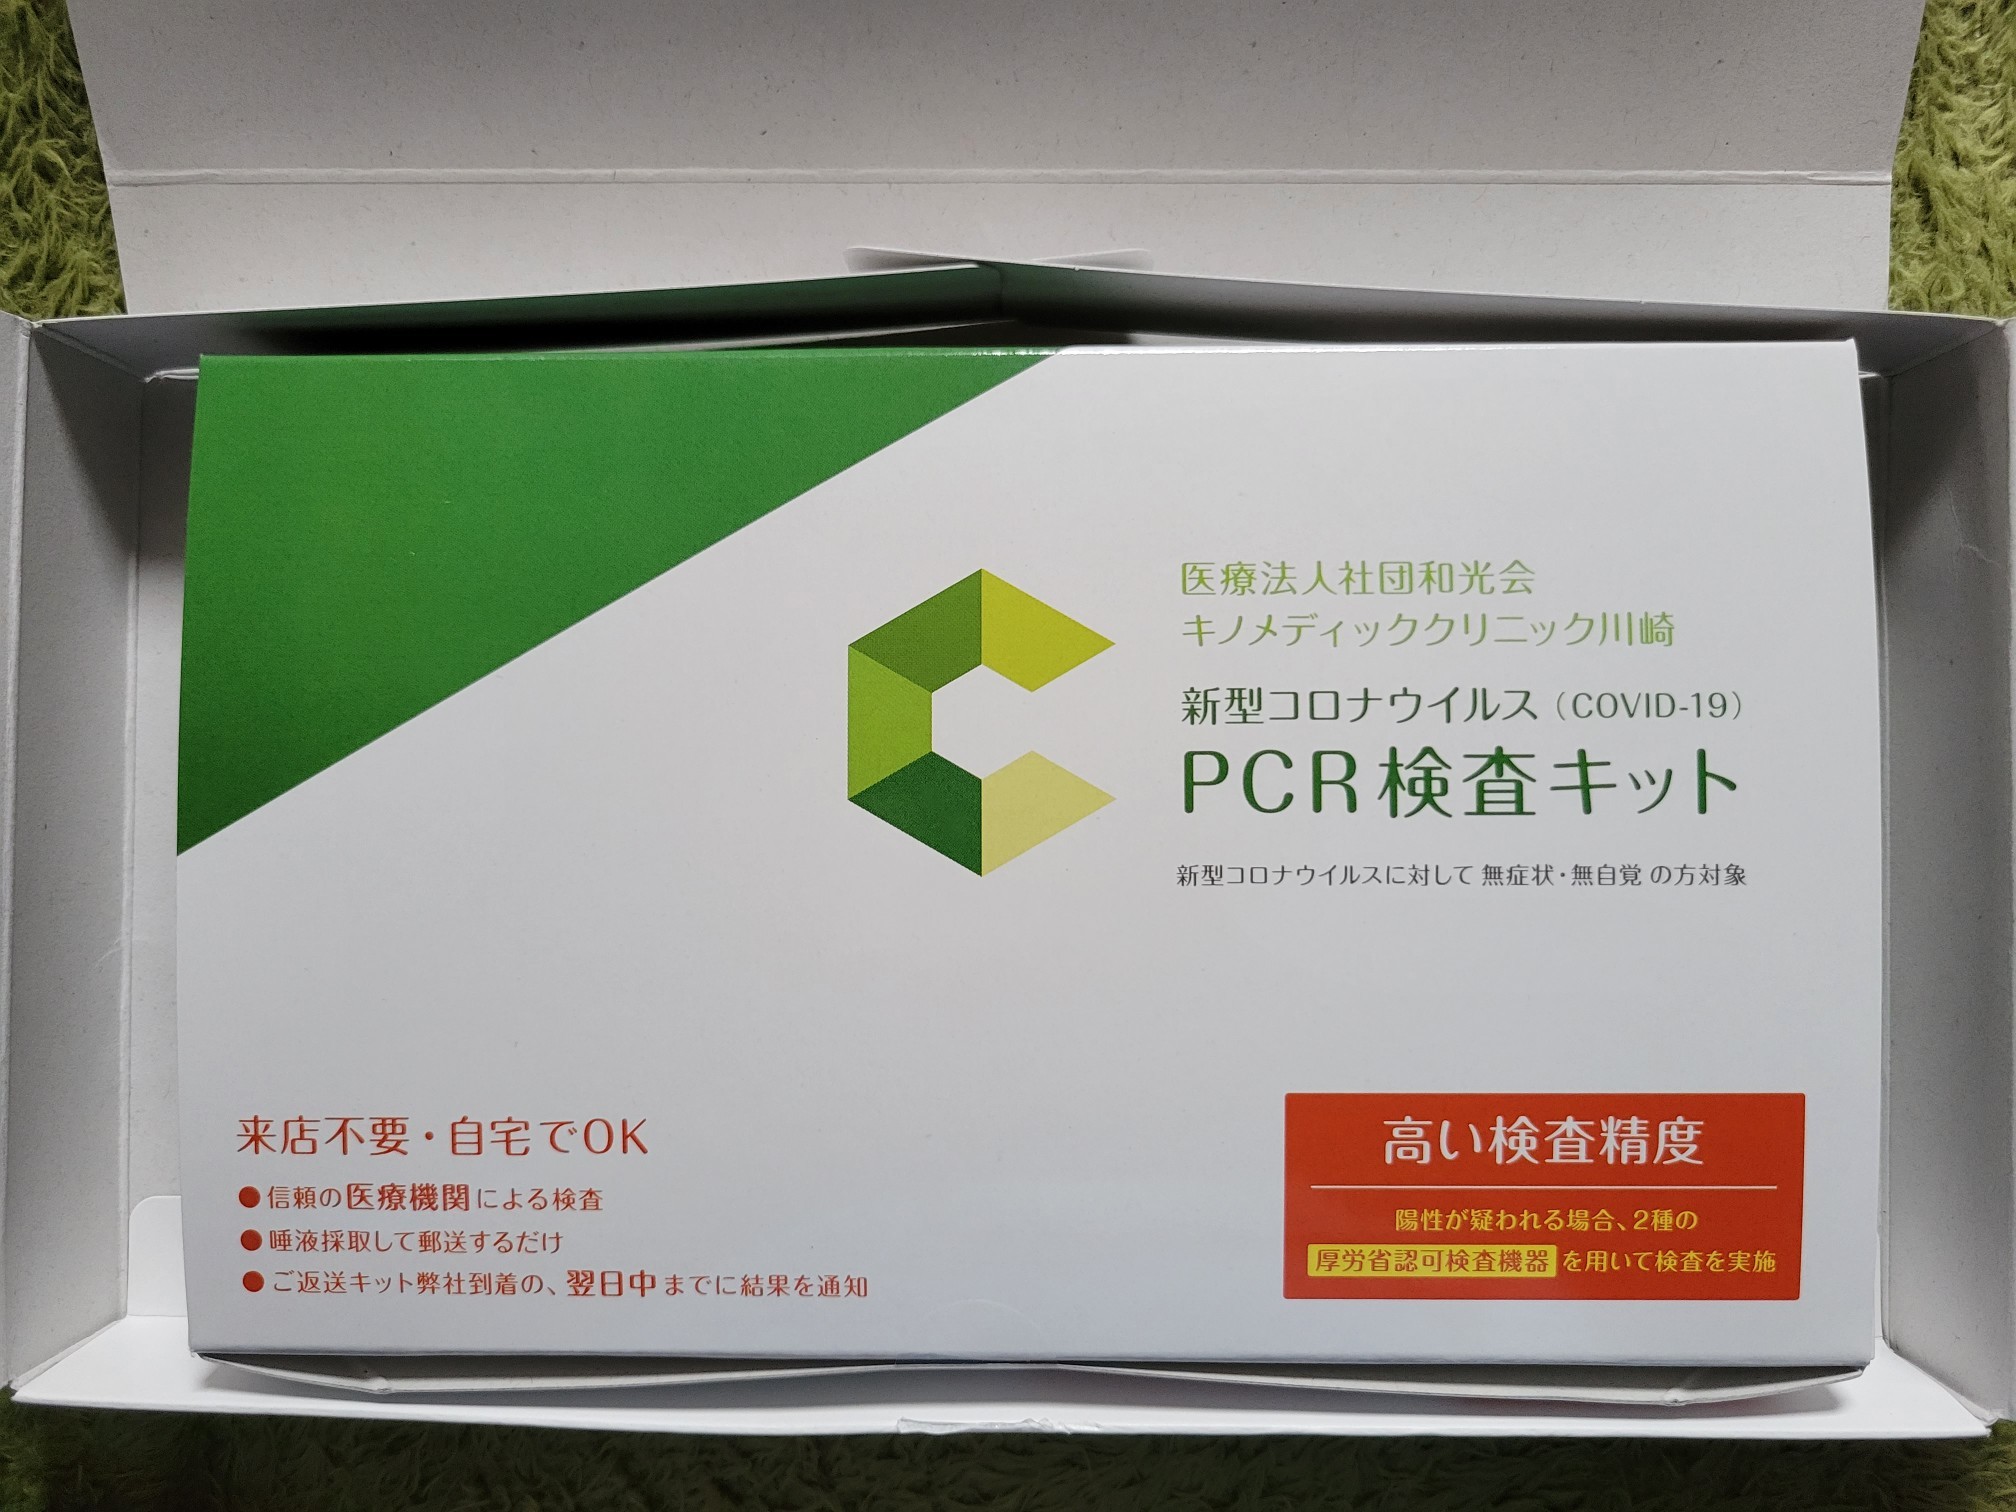 医療法人社団和光会
キノメディッククリニック川崎
新型コロナウイルス（COVID-19）
PCR検査キット
新型コロナウイルスに対して 無症状・無自覚 の方対象
来店不要・自宅でOK
●信頼の医療機関による検査
●唾液採取して郵送するだけ
●ご返送キット弊社到着の、翌日中までに結果を通知
高い検査精度
陽性が疑われる場合、2種の
厚労省認可検査機器を用いて検査を実施